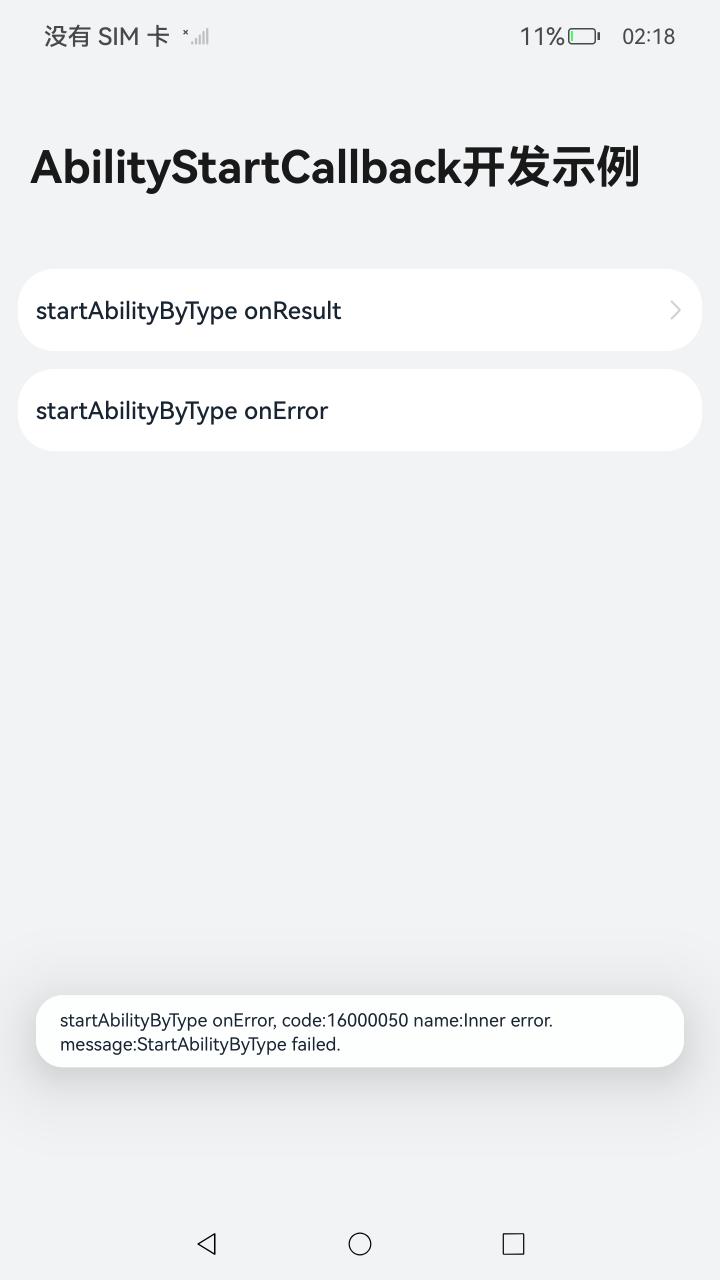 没有 SIM 卡
11% 02:18
AbilityStartCallback开发示例
startAbilityByType onResult
startAbilityByType onError
startAbilityByType onError, code:16000050 name:Inner error.
message:StartAbilityByType failed.